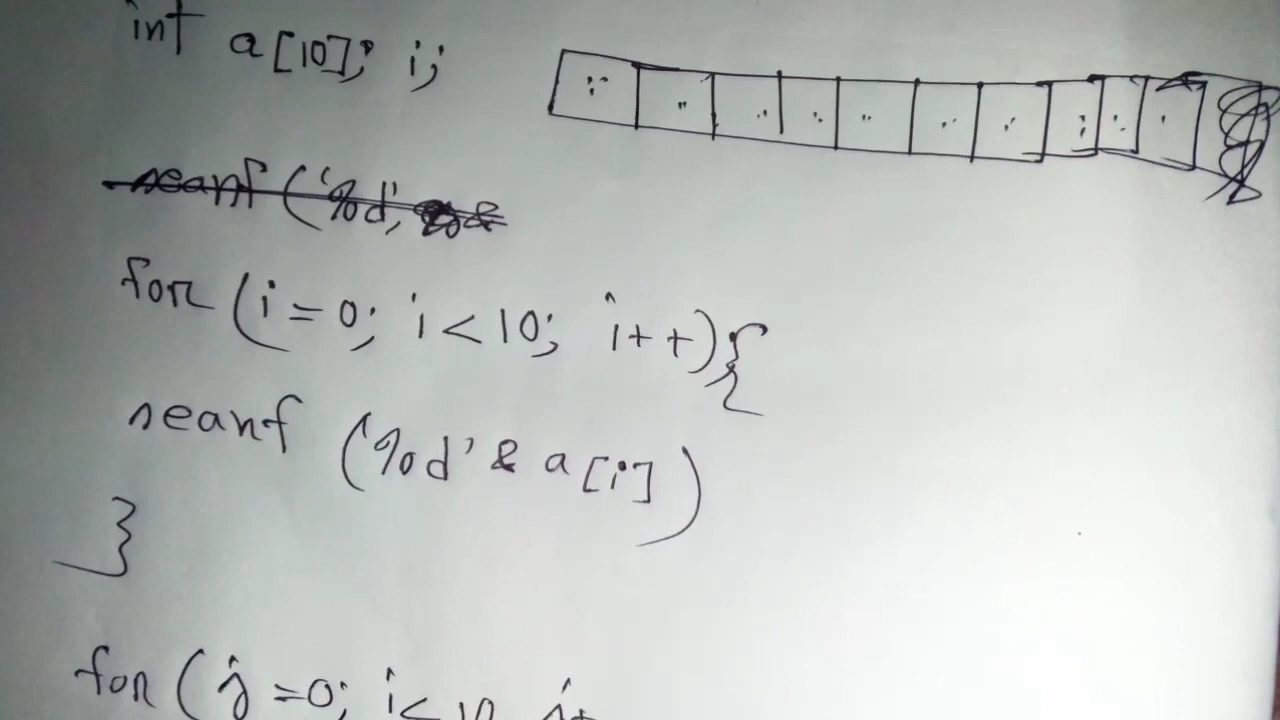 int a[10]; i;
scanf ('%d', &
for (i=0; i<10; i++){
scanf ('%d' & a[i])
}
for (j=0; i<10 i+